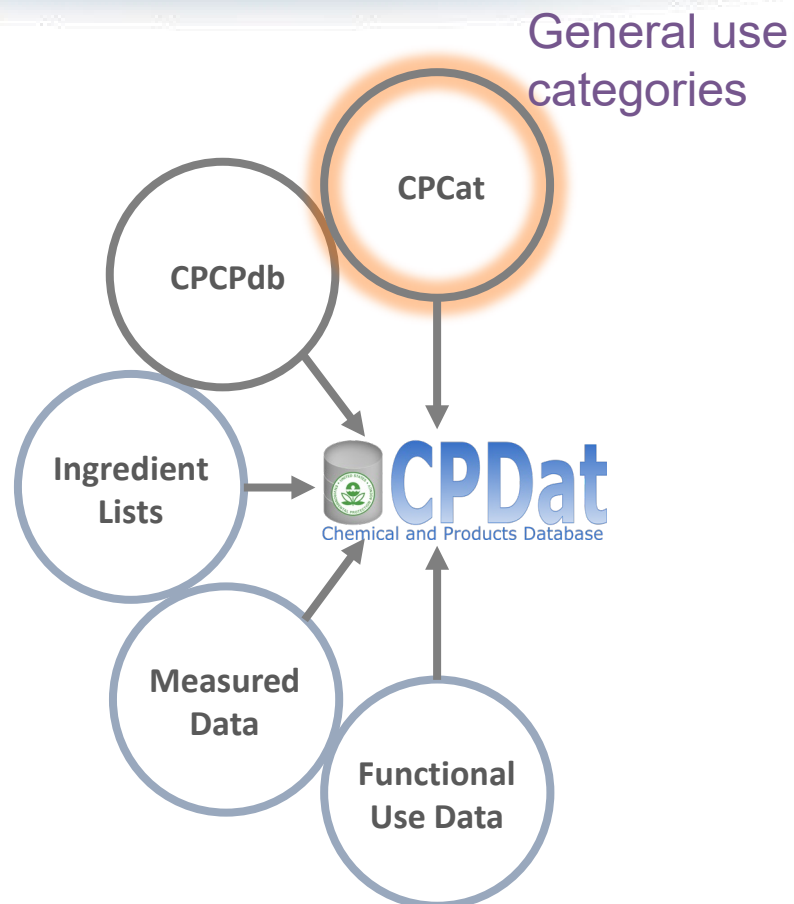 General use
categories
CPCat
CPCPdb
Ingredient
Lists
CPDat
Chemical and Products Database
Measured
Data
Functional
Use Data